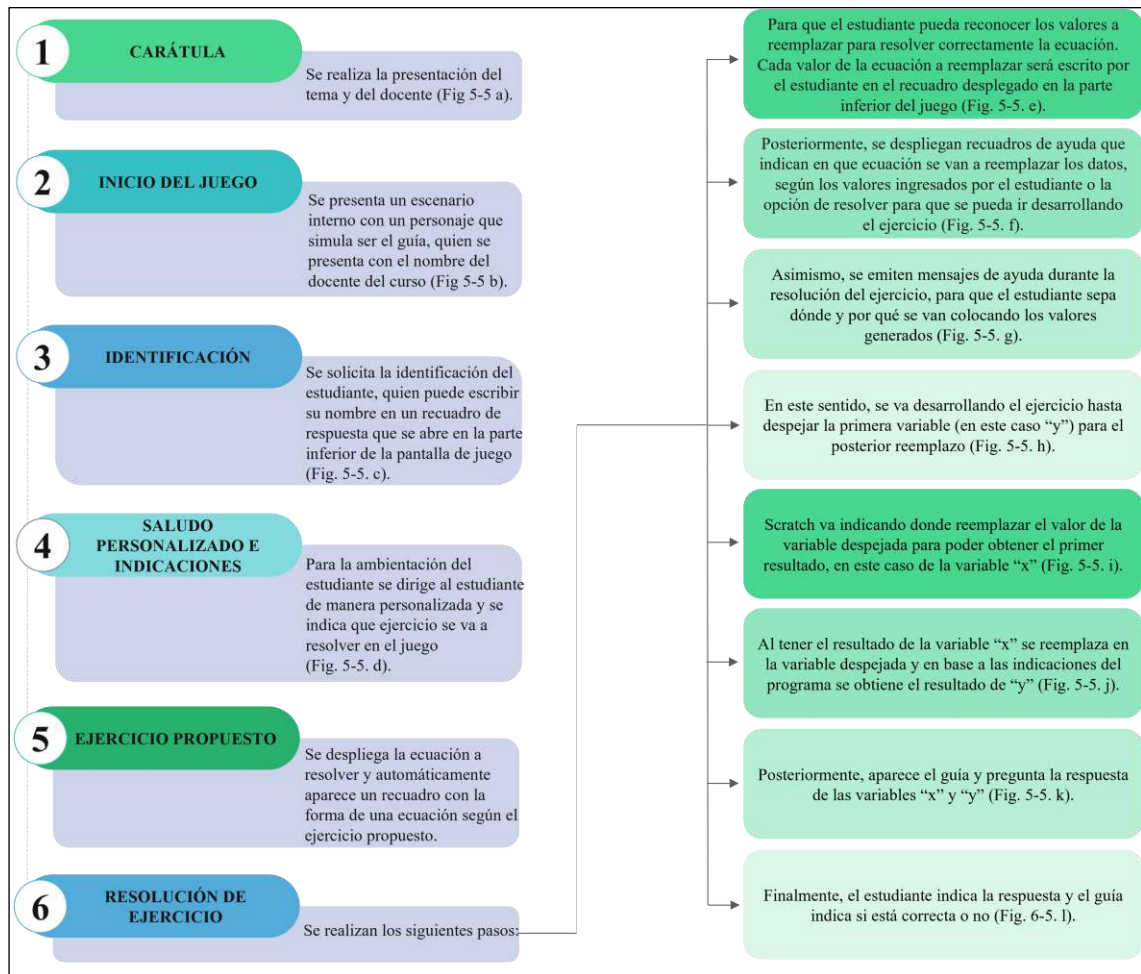 1
CARÁTULA
Se realiza la presentación del
tema y del docente (Fig 5-5 a).
2
INICIO DEL JUEGO
Se presenta un escenario
interno con un personaje que
simula ser el guía, quien se
presenta con el nombre del
docente del curso (Fig 5-5 b).
3
IDENTIFICACIÓN
Se solicita la identificación del
estudiante, quien puede escribir
su nombre en un recuadro de
respuesta que se abre en la parte
inferior de la pantalla de juego
(Fig. 5-5. c).
4
SALUDO
PERSONALIZADO E
INDICACIONES
Para la ambientación del
estudiante se dirige al estudiante
de manera personalizada y se
indica que ejercicio se va a
resolver en el juego
(Fig. 5-5. d).
5
EJERCICIO PROPUESTO
Se despliega la ecuación a
resolver y automáticamente
aparece un recuadro con la
forma de una ecuación según el
ejercicio propuesto.
6
RESOLUCIÓN DE
EJERCICIO
Se realizan los siguientes pasos:
Para que el estudiante pueda reconocer los valores a
reemplazar para resolver correctamente la ecuación.
Cada valor de la ecuación a reemplazar será escrito por
el estudiante en el recuadro desplegado en la parte
inferior del juego (Fig. 5-5. e).
Posteriormente, se despliegan recuadros de ayuda que
indican en que ecuación se van a reemplazar los datos,
según los valores ingresados por el estudiante o la
opción de resolver para que se pueda ir desarrollando
el ejercicio (Fig. 5-5. f).
Asimismo, se emiten mensajes de ayuda durante la
resolución del ejercicio, para que el estudiante sepa
dónde y por qué se van colocando los valores
generados (Fig. 5-5. g).
En este sentido, se va desarrollando el ejercicio hasta
despejar la primera variable (en este caso “y”) para el
posterior reemplazo (Fig. 5-5. h).
Scratch va indicando donde reemplazar el valor de la
variable despejada para poder obtener el primer
resultado, en este caso de la variable “x” (Fig. 5-5. i).
Al tener el resultado de la variable “x” se reemplaza en
la variable despejada y en base a las indicaciones del
programa se obtiene el resultado de “y” (Fig. 5-5. j).
Posteriormente, aparece el guía y pregunta la respuesta
de las variables “x” y “y” (Fig. 5-5. k).
Finalmente, el estudiante indica la respuesta y el guía
indica si está correcta o no (Fig. 6-5. l).